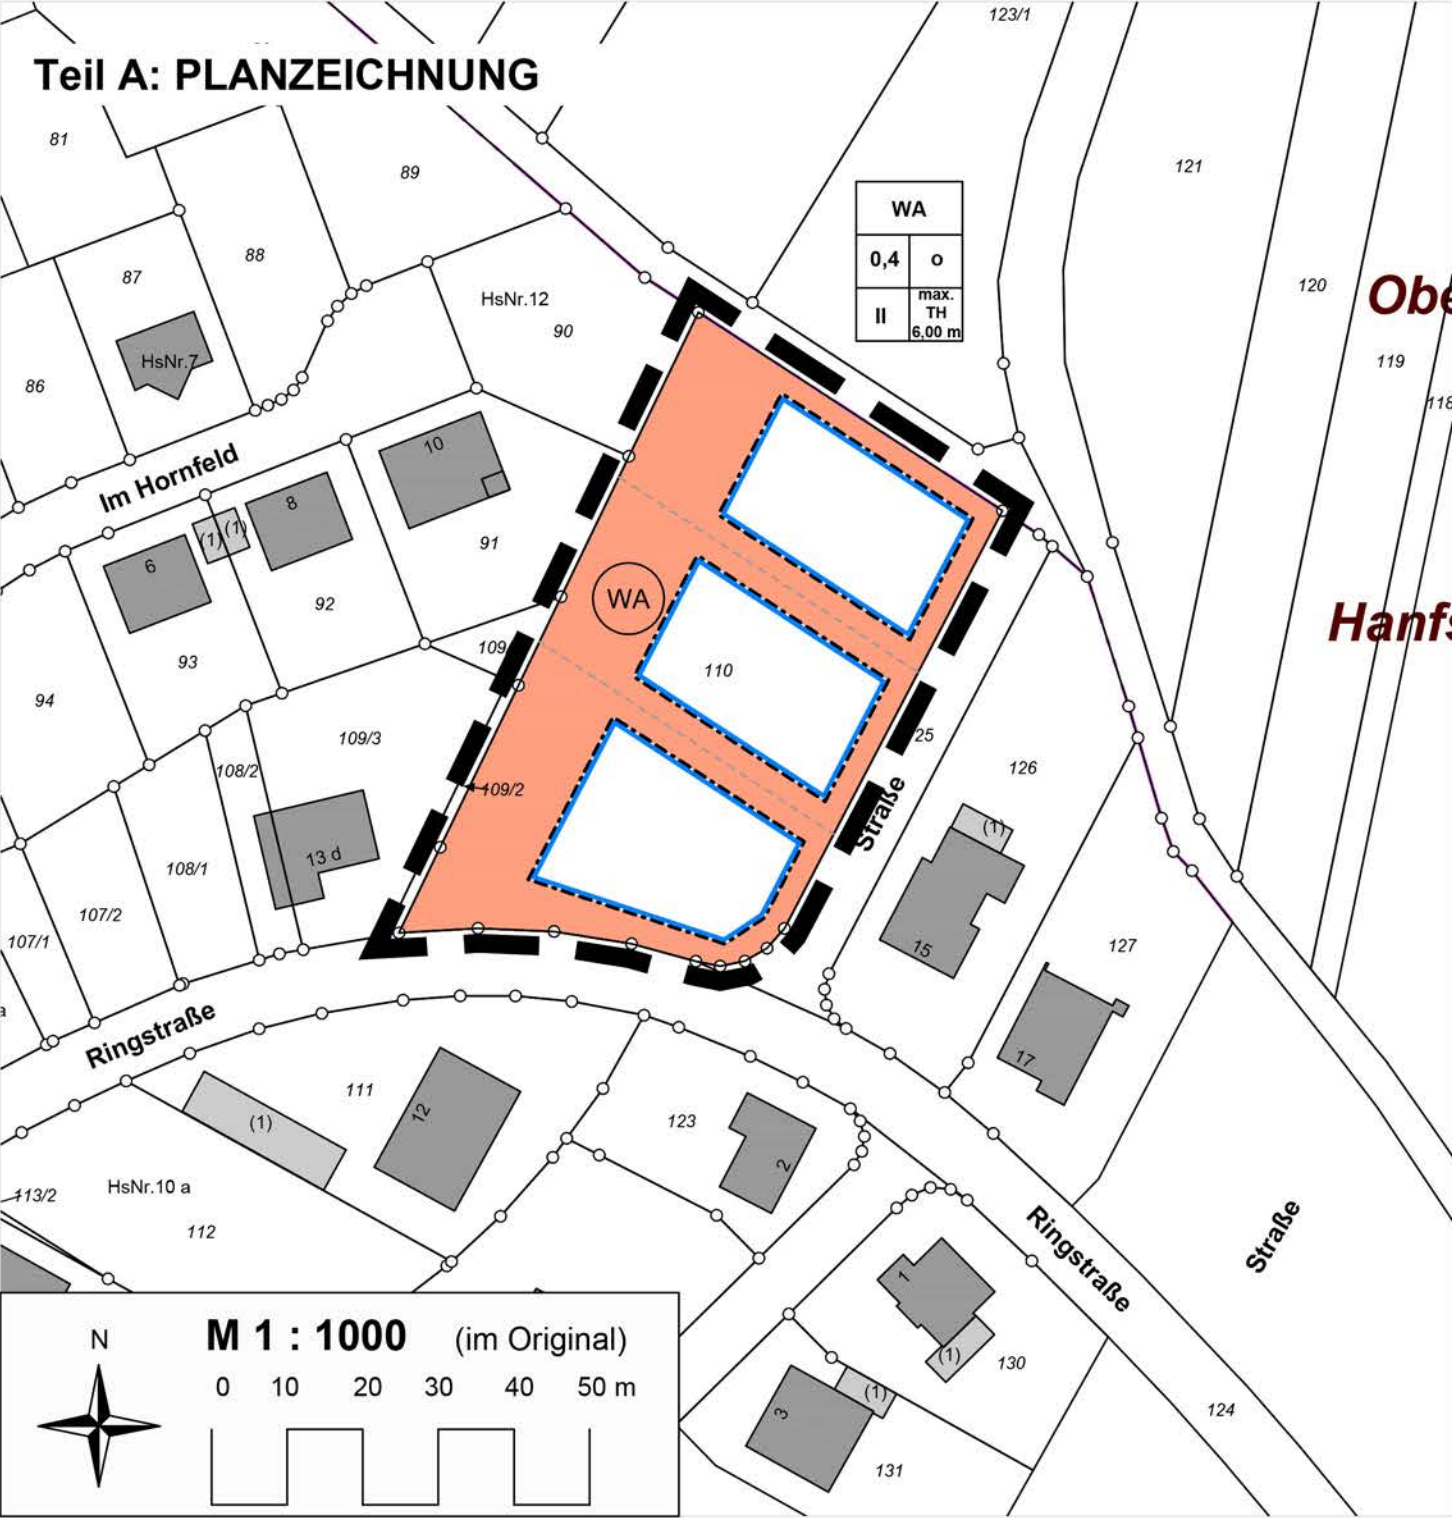 123/1
Teil A: PLANZEICHNUNG
81
89
121
WA
88
0,4 o
87
120
HsNr.12
II max. TH 6,00 m
Obe
90
HsNr.7
119
86
118
10
Im Hornfeld
8
(1) (1)
91
6
WA
92
Hanfs
109
93
110
94
25
109/3
126
108/2
109/2
Straße
(1)
13 d
108/1
107/2
15
127
107/1
a
Ringstraße
17
111
12
123
(1)
2
HsNr.10 a
113/2
112
Ringstraße
Straße
1
N
M 1 : 1000 (im Original)
(1)
130
0 10 20 30 40 50 m
(1)
3
124
131